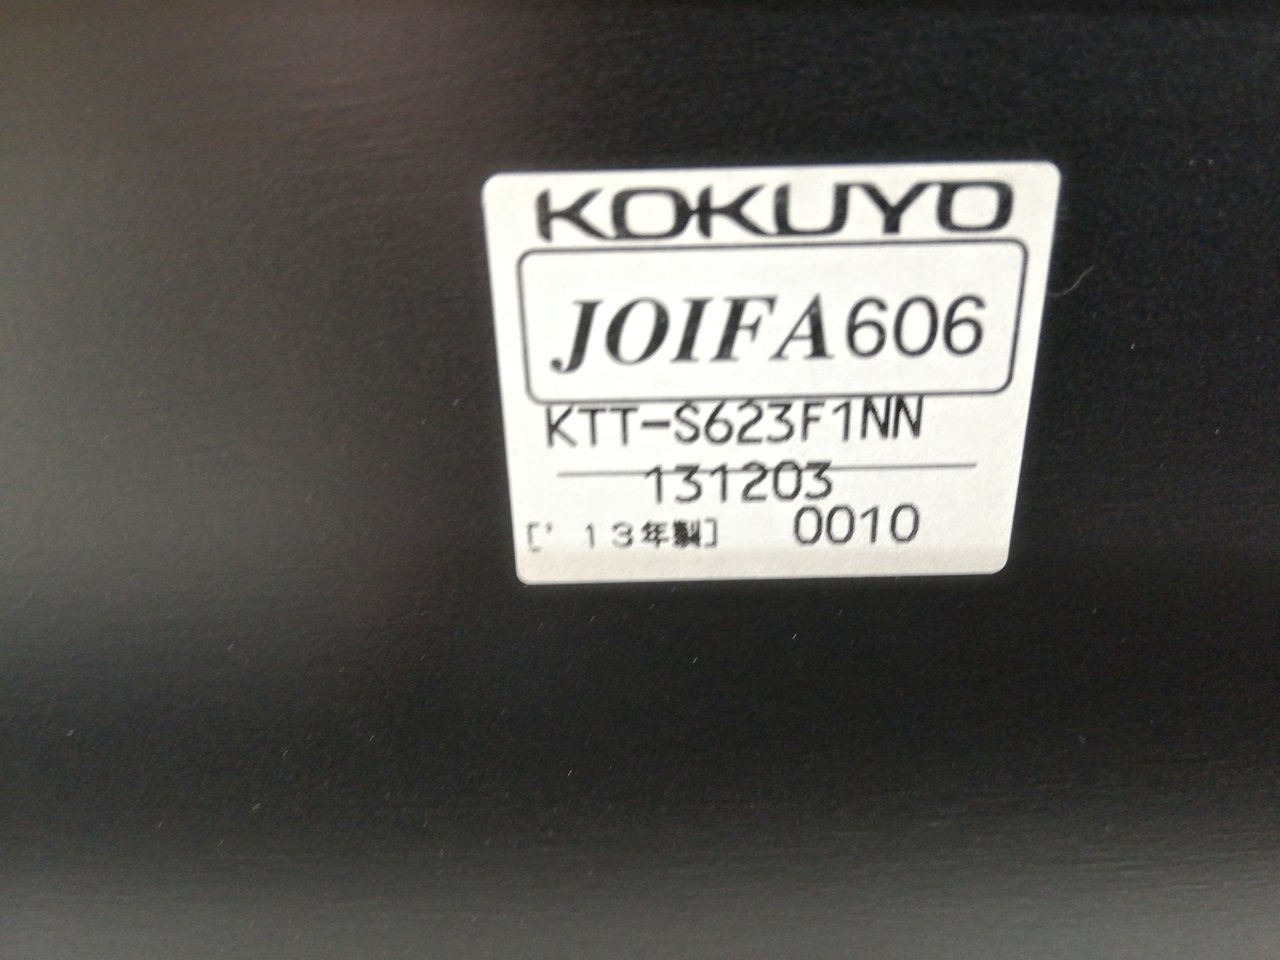 KOKUYO
JOIFA606
KTT-S623F1NN
131203
['13年製] 0010